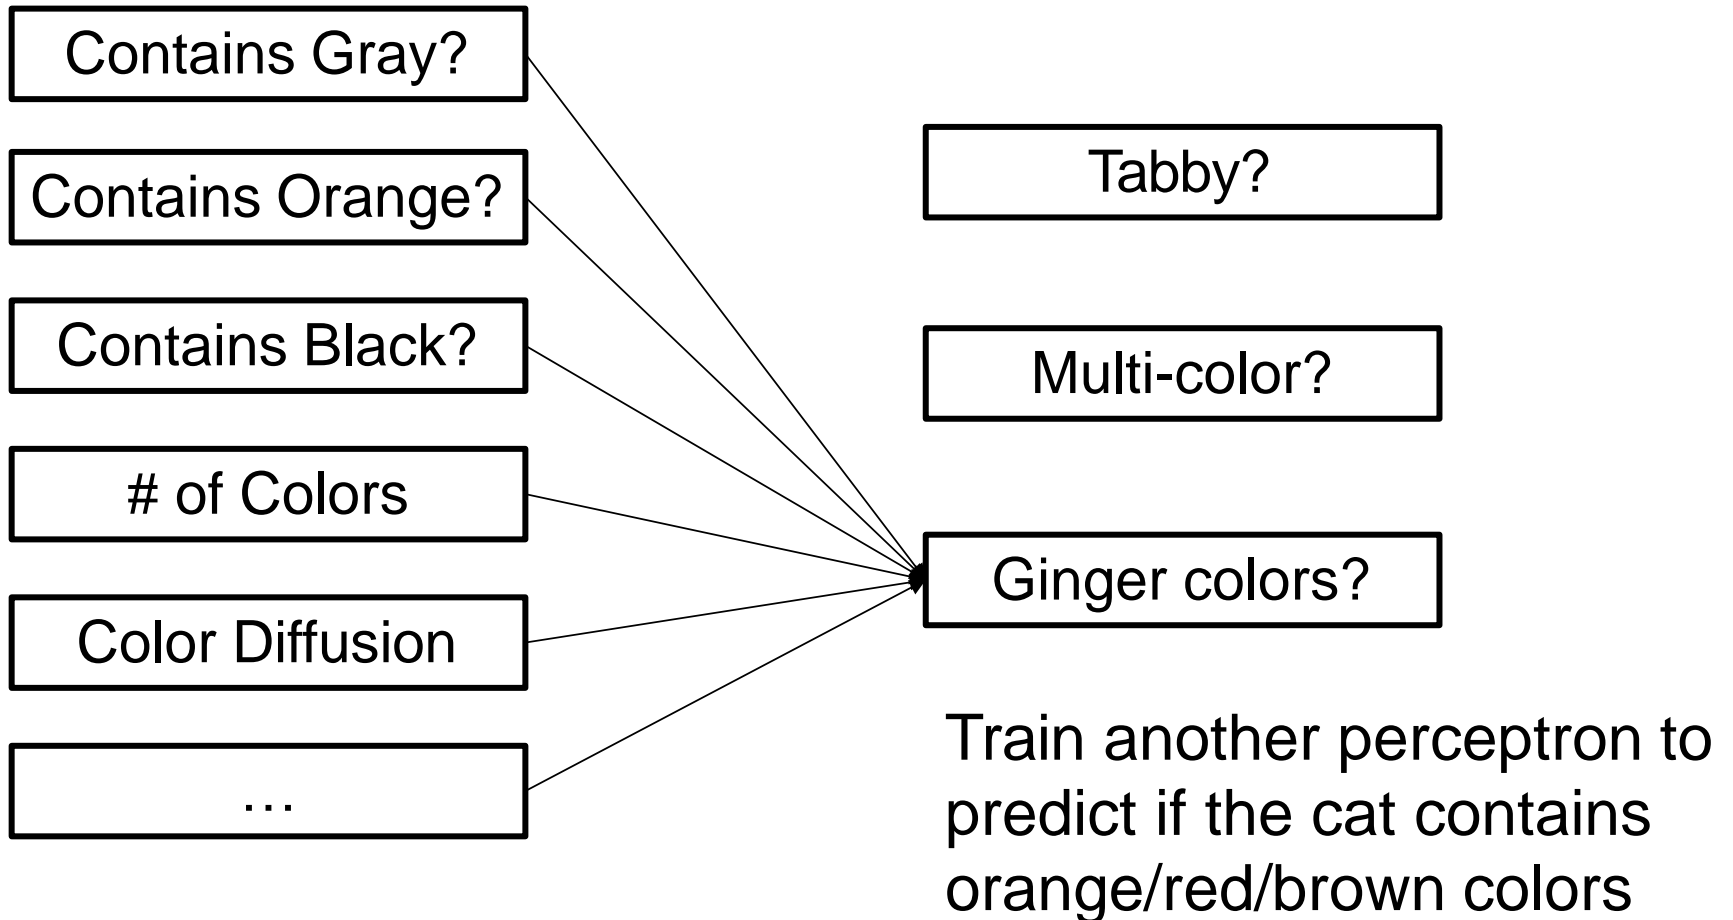 Contains Gray?
Contains Orange?
Contains Black?
# of Colors
Color Diffusion
…
Tabby?
Multi-color?
Ginger colors?
Train another perceptron to
predict if the cat contains
orange/red/brown colors